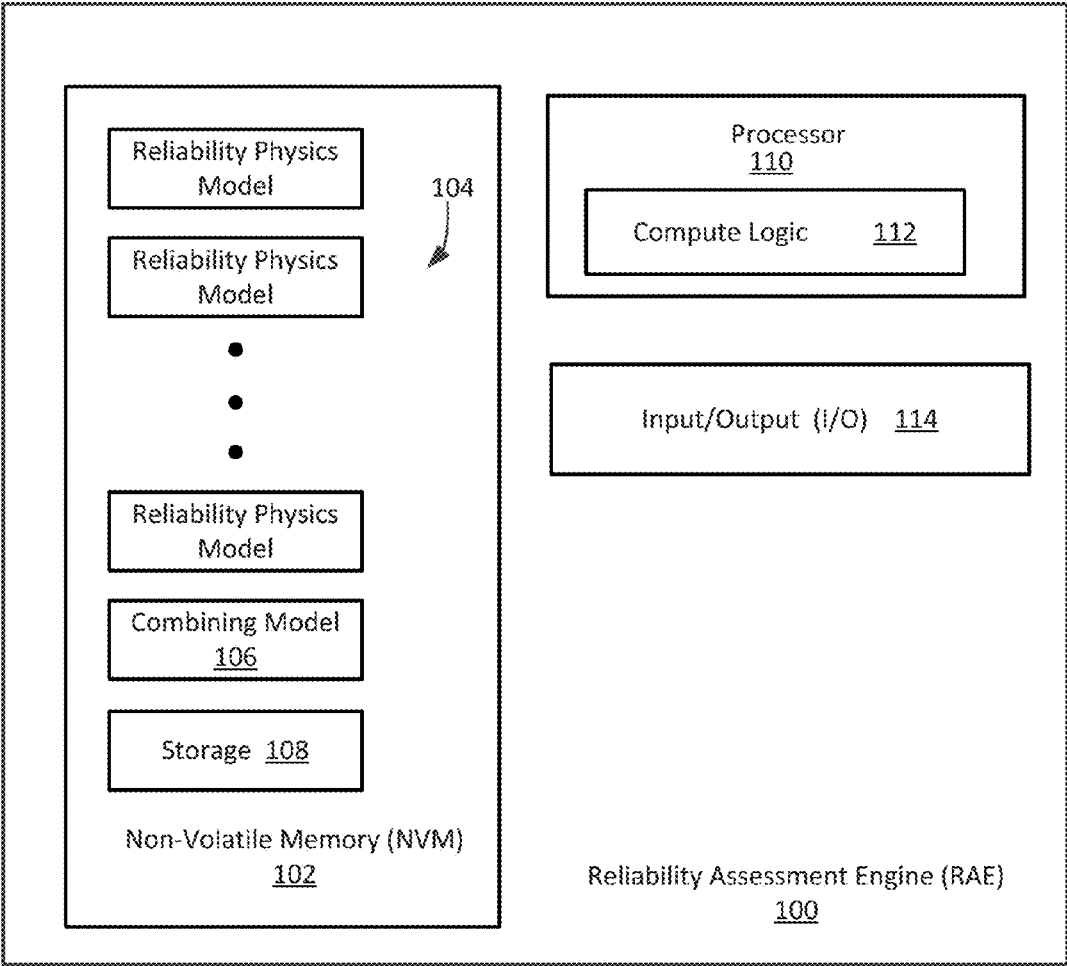 Reliability Physics
Model
104
Reliability Physics
Model
Reliability Physics
Model
Combining Model
106
Storage 108
Non-Volatile Memory (NVM)
102
Processor
110
Compute Logic 112
Input/Output (I/O) 114
Reliability Assessment Engine (RAE)
100